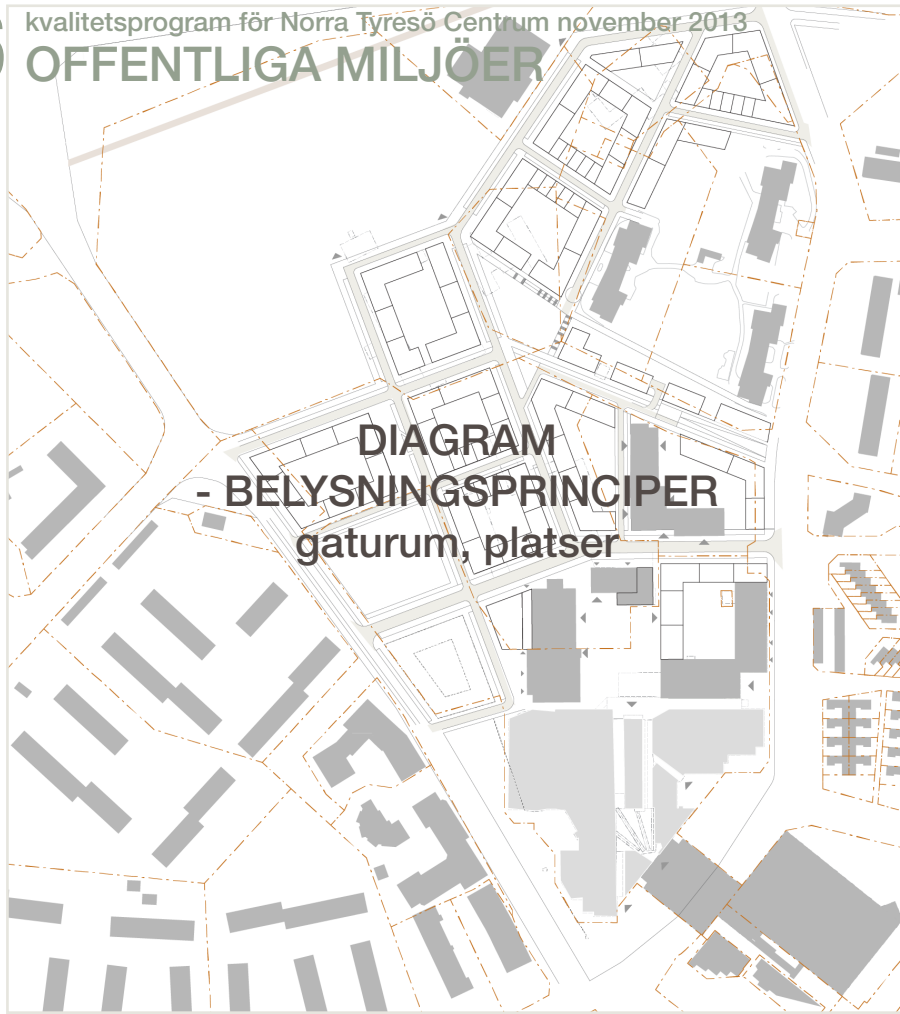 kvalitetsprogram för Norra Tyresö Centrum november 2013
OFFENTLIGA MILJÖER
DIAGRAM
- BELYSNINGSPRINCIPER
gaturum, platser